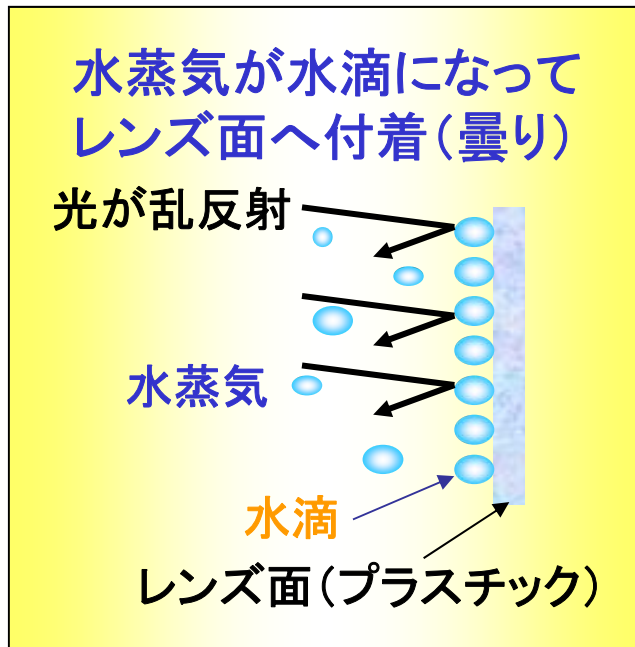 水蒸気が水滴になって
レンズ面へ付着(曇り)
光が乱反射
水蒸気
水滴
レンズ面(プラスチック)